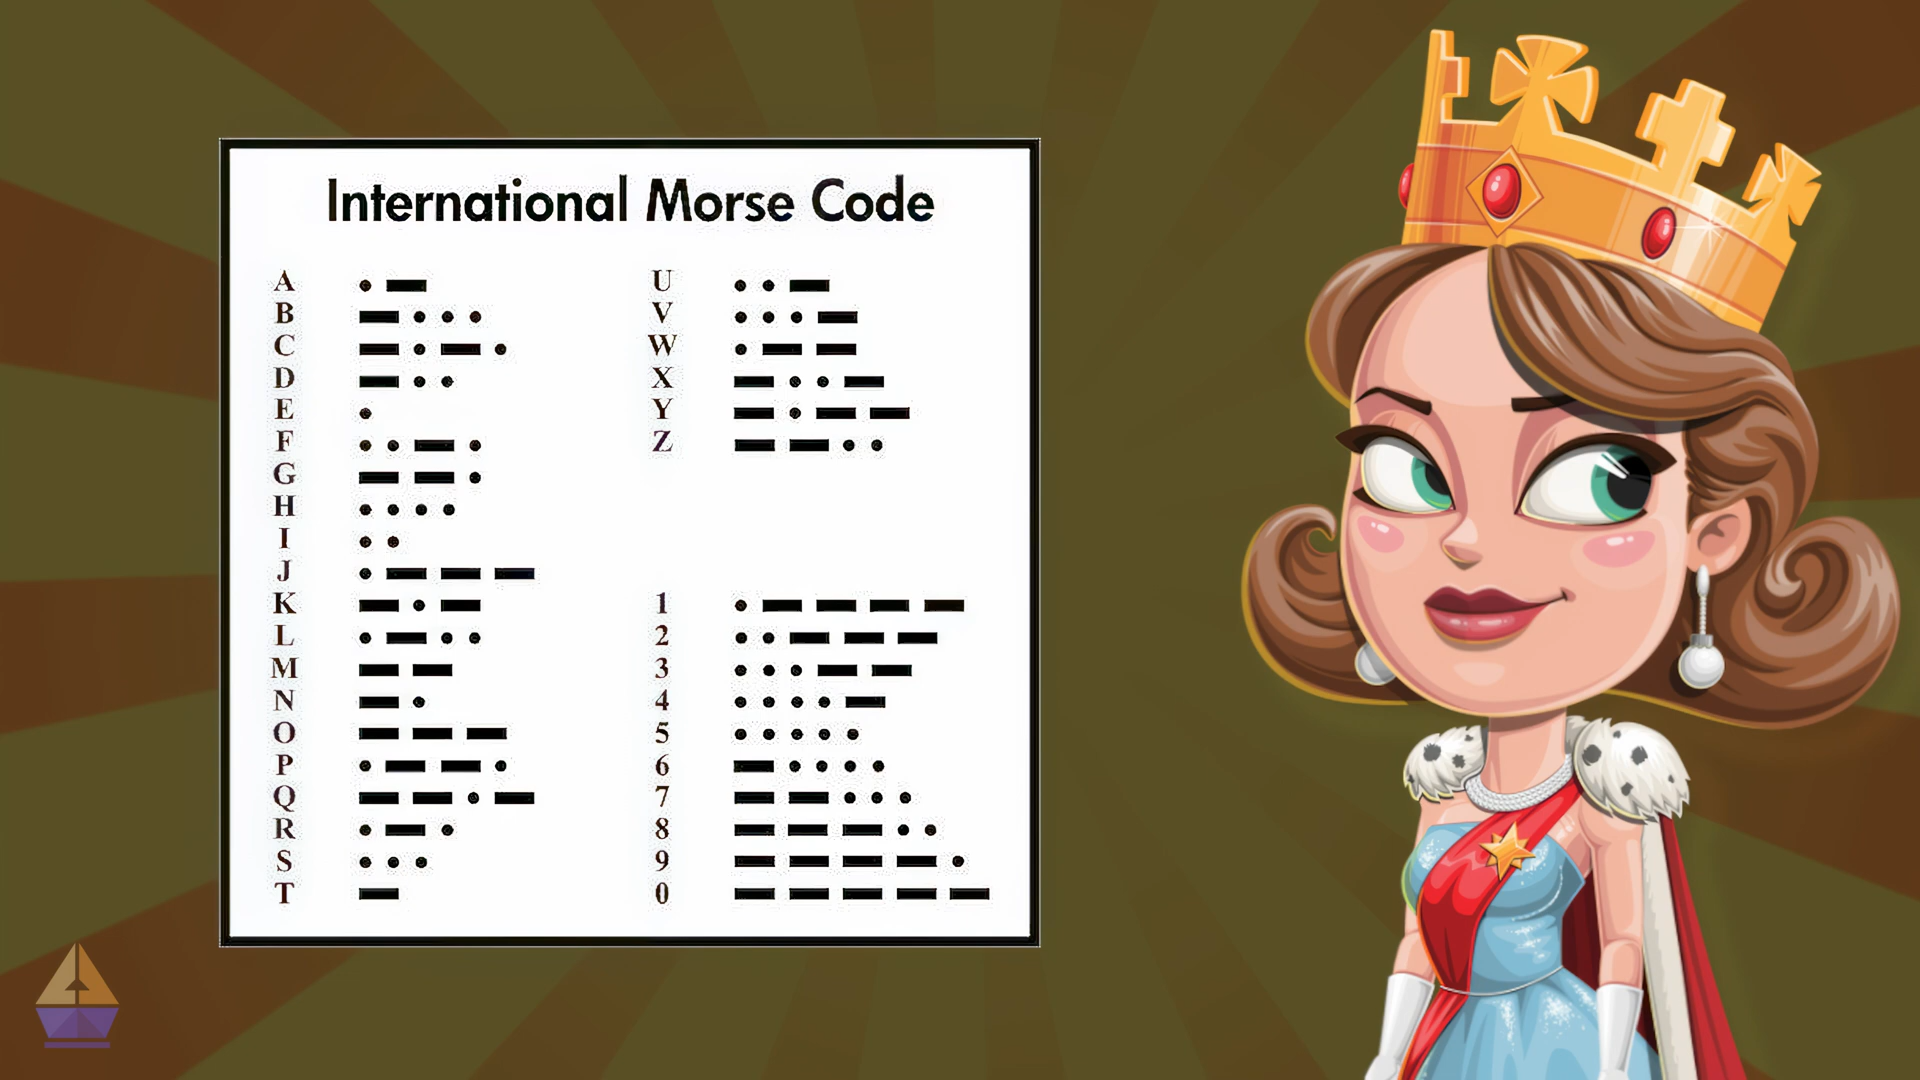 International Morse Code
A • —
B — • • •
C — • — •
D — • •
E •
F • • — •
G — — •
H • • • •
I • •
J • — — —
K — • —
L • — • •
M — —
N — •
O — — —
P • — — •
Q — — • —
R • — •
S • • •
T —
U • • —
V • • • —
W • — —
X — • • —
Y — • — —
Z — — • •
1 • — — — —
2 • • — — —
3 • • • — —
4 • • • • —
5 • • • • •
6 — • • • •
7 — — • • •
8 — — — • •
9 — — — — •
0 — — — — —